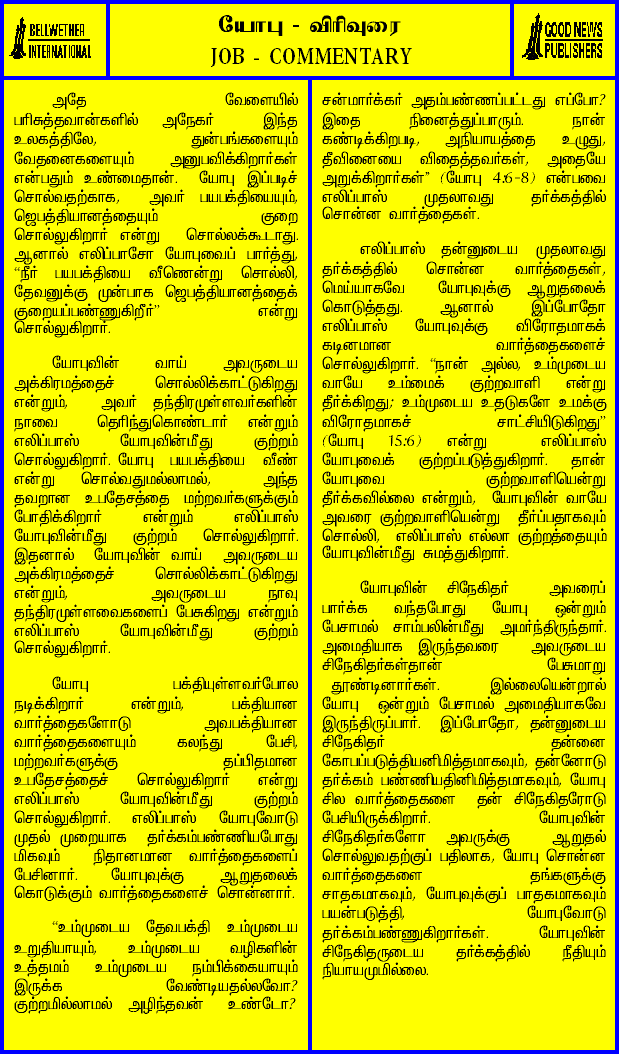 BELLWETHER
INTERNATIONAL
யோபு - விரிவுரை
JOB - COMMENTARY
GOOD NEWS
PUBLISHERS
அதே வேளையில்
பரிசுத்தவான்களில் அநேகர் இந்த
உலகத்திலே, துன்பங்களையும்
வேதனைகளையும் அனுபவிக்கிறார்கள்
என்பதும் உண்மைதான். யோபு இப்படிச்
சொல்வதற்காக, அவர் பயபக்தியையும்,
ஜெபத்தியானத்தையும் குறை
சொல்லுகிறார் என்று சொல்லக்கூடாது.
ஆனால் எலிப்பாசோ யோபுவைப் பார்த்து,
“நீர் பயபக்தியை வீணென்று சொல்லி,
தேவனுக்கு முன்பாக ஜெபத்தியானத்தைக்
குறையப்பண்ணுகிறீர்” என்று
சொல்லுகிறார்.
யோபுவின் வாய் அவருடைய
அக்கிரமத்தைச் சொல்லிக்காட்டுகிறது
என்றும், அவர் தந்திரமுள்ளவர்களின்
நாவை தெரிந்துகொண்டார் என்றும்
எலிப்பாஸ் யோபுவின்மீது குற்றம்
சொல்லுகிறார். யோபு பயபக்தியை வீண்
என்று சொல்வதுமல்லாமல், அந்த
தவறான உபதேசத்தை மற்றவர்களுக்கும்
போதிக்கிறார் என்றும் எலிப்பாஸ்
யோபுவின்மீது குற்றம் சொல்லுகிறார்.
இதனால் யோபுவின் வாய் அவருடைய
அக்கிரமத்தைச் சொல்லிக்காட்டுகிறது
என்றும், அவருடைய நாவு
தந்திரமுள்ளவைகளைப் பேசுகிறது என்றும்
எலிப்பாஸ் யோபுவின்மீது குற்றம்
சொல்லுகிறார்.
யோபு பக்தியுள்ளவர்போல
நடிக்கிறார் என்றும், பக்தியான
வார்த்தைகளோடு அவபக்தியான
வார்த்தைகளையும் கலந்து பேசி,
மற்றவர்களுக்கு தப்பிதமான
உபதேசத்தைச் சொல்லுகிறார் என்று
எலிப்பாஸ் யோபுவின்மீது குற்றம்
சொல்லுகிறார். எலிப்பாஸ் யோபுவோடு
முதல் முறையாக தர்க்கம்பண்ணியபோது
மிகவும் நிதானமான வார்த்தைகளைப்
பேசினார். யோபுவுக்கு ஆறுதலைக்
கொடுக்கும் வார்த்தைகளைச் சொன்னார்.
“உம்முடைய தேவபக்தி உம்முடைய
உறுதியாயும், உம்முடைய வழிகளின்
உத்தமம் உம்முடைய நம்பிக்கையாயும்
இருக்க வேண்டியதல்லவோ?
குற்றமில்லாமல் அழிந்தவன் உண்டோ?
சன்மார்க்கர் அதம்பண்ணப்பட்டது எப்போ?
இதை நினைத்துப்பாரும். நான்
கண்டிக்கிறபடி, அநியாயத்தை உழுது,
தீவினையை விதைத்தவர்கள், அதையே
அறுக்கிறார்கள்” (யோபு 4:6-8) என்பவை
எலிப்பாஸ் முதலாவது தர்க்கத்தில்
சொன்ன வார்த்தைகள்.
எலிப்பாஸ் தன்னுடைய முதலாவது
தர்க்கத்தில் சொன்ன வார்த்தைகள்,
மெய்யாகவே யோபுவுக்கு ஆறுதலைக்
கொடுத்தது. ஆனால் இப்போதோ
எலிப்பாஸ் யோபுவுக்கு விரோதமாகக்
கடினமான வார்த்தைகளைச்
சொல்லுகிறார். “நான் அல்ல, உம்முடைய
வாயே உம்மைக் குற்றவாளி என்று
தீர்க்கிறது; உம்முடைய உதடுகளே உமக்கு
விரோதமாகச் சாட்சியிடுகிறது”
(யோபு 15:6) என்று எலிப்பாஸ்
யோபுவைக் குற்றப்படுத்துகிறார். தான்
யோபுவை குற்றவாளியென்று
தீர்க்கவில்லை என்றும், யோபுவின் வாயே
அவரை குற்றவாளியென்று தீர்ப்பதாகவும்
சொல்லி, எலிப்பாஸ் எல்லா குற்றத்தையும்
யோபுவின்மீது சுமத்துகிறார்.
யோபுவின் சிநேகிதர் அவரைப்
பார்க்க வந்தபோது யோபு ஒன்றும்
பேசாமல் சாம்பலின்மீது அமர்ந்திருந்தார்.
அமைதியாக இருந்தவரை அவருடைய
சிநேகிதர்கள்தான் பேசுமாறு
தூண்டினார்கள். இல்லையென்றால்
யோபு ஒன்றும் பேசாமல் அமைதியாகவே
இருந்திருப்பார். இப்போதோ, தன்னுடைய
சிநேகிதர் தன்னை
கோபப்படுத்தியனிமித்தமாகவும், தன்னோடு
தர்க்கம் பண்ணியதினிமித்தமாகவும், யோபு
சில வார்த்தைகளை தன் சிநேகிதரோடு
பேசியிருக்கிறார். யோபுவின்
சிநேகிதர்களோ அவருக்கு ஆறுதல்
சொல்லுவதற்குப் பதிலாக, யோபு சொன்ன
வார்த்தைகளை தங்களுக்கு
சாதகமாகவும், யோபுவுக்குப் பாதகமாகவும்
பயன்படுத்தி, யோபுவோடு
தர்க்கம்பண்ணுகிறார்கள். யோபுவின்
சிநேகிதருடைய தர்க்கத்தில் நீதியும்
நியாயமுமில்லை.